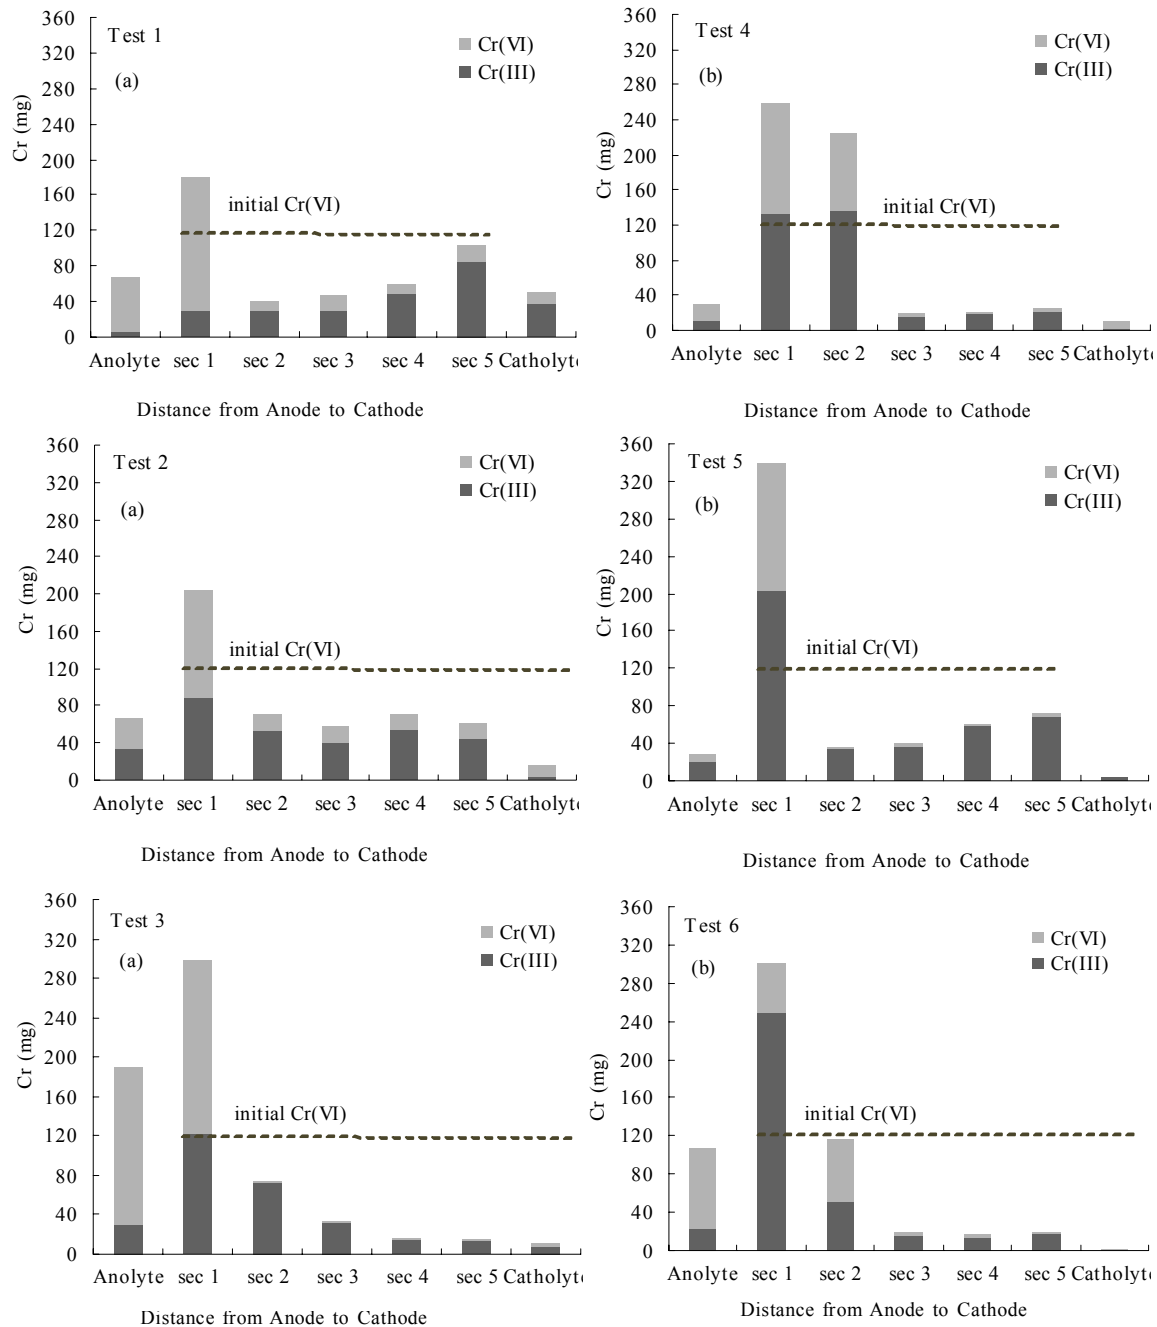 Test 1
(a)
Cr(VI)
Cr(III)
initial Cr(VI)
Cr (mg)
360
320
280
240
200
160
120
80
40
0
Anolyte sec 1 sec 2 sec 3 sec 4 sec 5 Catholyte
Distance from Anode to Cathode
Test 4
(b)
Cr(VI)
Cr(III)
initial Cr(VI)
Cr (mg)
360
320
280
240
200
160
120
80
40
0
Anolyte sec 1 sec 2 sec 3 sec 4 sec 5 Catholyte
Distance from Anode to Cathode
Test 2
(a)
Cr(VI)
Cr(III)
initial Cr(VI)
Cr (mg)
360
320
280
240
200
160
120
80
40
0
Anolyte sec 1 sec 2 sec 3 sec 4 sec 5 Catholyte
Distance from Anode to Cathode
Test 5
(b)
Cr(VI)
Cr(III)
initial Cr(VI)
Cr (mg)
360
320
280
240
200
160
120
80
40
0
Anolyte sec 1 sec 2 sec 3 sec 4 sec 5 Catholyte
Distance from Anode to Cathode
Test 3
(a)
Cr(VI)
Cr(III)
initial Cr(VI)
Cr (mg)
360
320
280
240
200
160
120
80
40
0
Anolyte sec 1 sec 2 sec 3 sec 4 sec 5 Catholyte
Distance from Anode to Cathode
Test 6
(b)
Cr(VI)
Cr(III)
initial Cr(VI)
Cr (mg)
360
320
280
240
200
160
120
80
40
0
Anolyte sec 1 sec 2 sec 3 sec 4 sec 5 Catholyte
Distance from Anode to Cathode